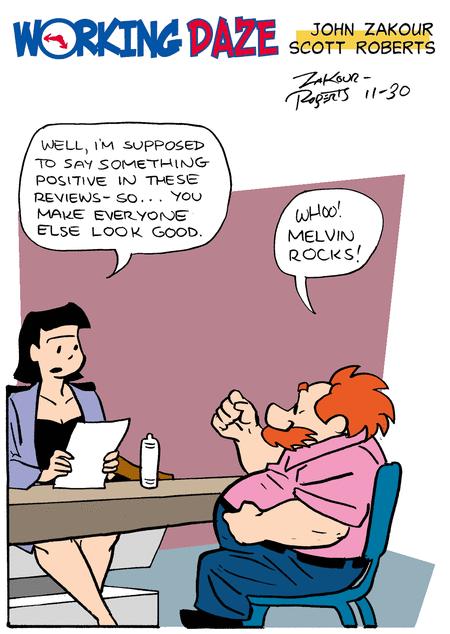 WORKING DAZE
JOHN ZAKOUR
SCOTT ROBERTS
ZAKOUR-
ROBERTS 11-30
WELL, I'M SUPPOSED
TO SAY SOMETHING
POSITIVE IN THESE
REVIEWS- SO... YOU
MAKE EVERYONE
ELSE LOOK GOOD.
WHOO!
MELVIN
ROCKS!